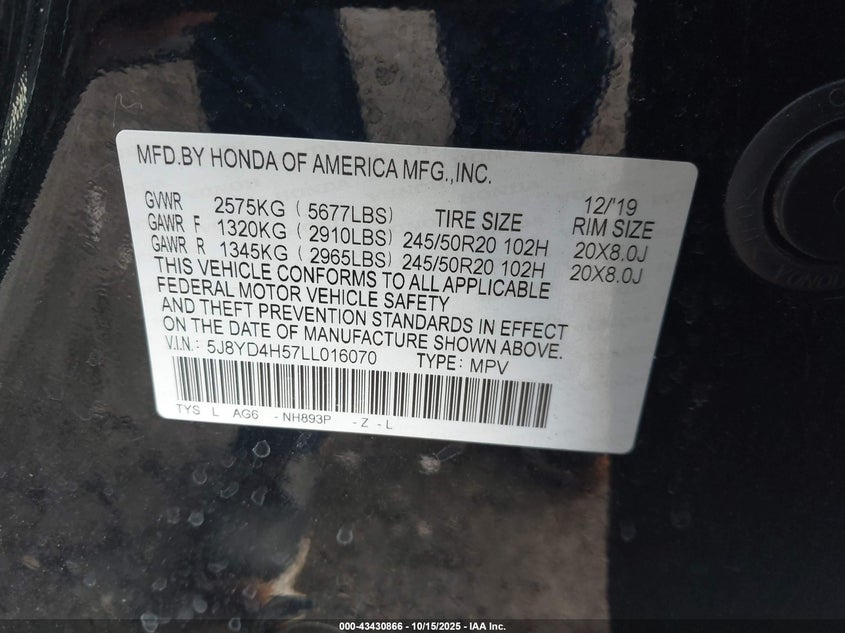 MFD.BY HONDA OF AMERICA MFG.,INC.
GVWR 2575KG ( 5677LBS) TIRE SIZE 12/'19 RIM SIZE
GAWR F 1320KG ( 2910LBS) 245/50R20 102H 20X8.0J
GAWR R 1345KG ( 2965LBS) 245/50R20 102H 20X8.0J
THIS VEHICLE CONFORMS TO ALL APPLICABLE
FEDERAL MOTOR VEHICLE SAFETY
AND THEFT PREVENTION STANDARDS IN EFFECT
ON THE DATE OF MANUFACTURE SHOWN ABOVE.
V.I.N.: 5J8YD4H57LL016070 TYPE: MPV
TYS L AG6 -NH893P -Z -L
000-43430866 - 10/15/2025 - IAA Inc.